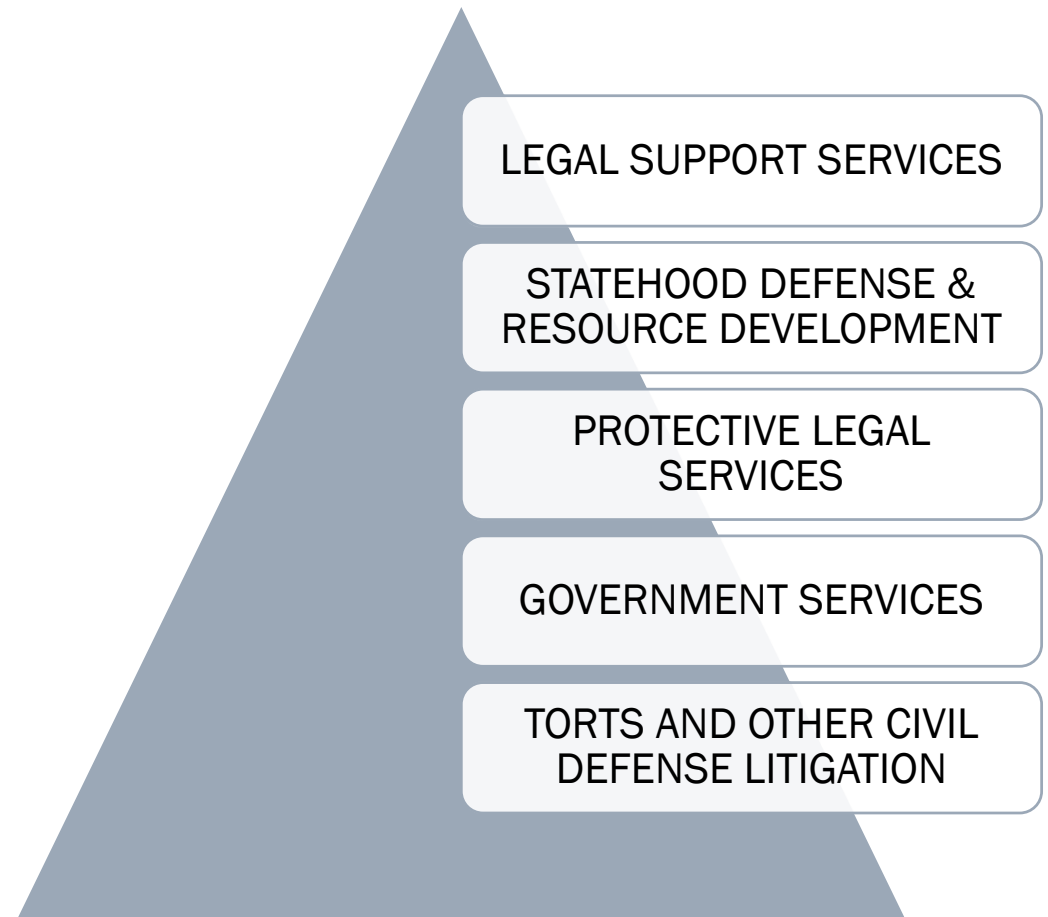 LEGAL SUPPORT SERVICES
STATEHOOD DEFENSE &
RESOURCE DEVELOPMENT
PROTECTIVE LEGAL
SERVICES
GOVERNMENT SERVICES
TORTS AND OTHER CIVIL
DEFENSE LITIGATION